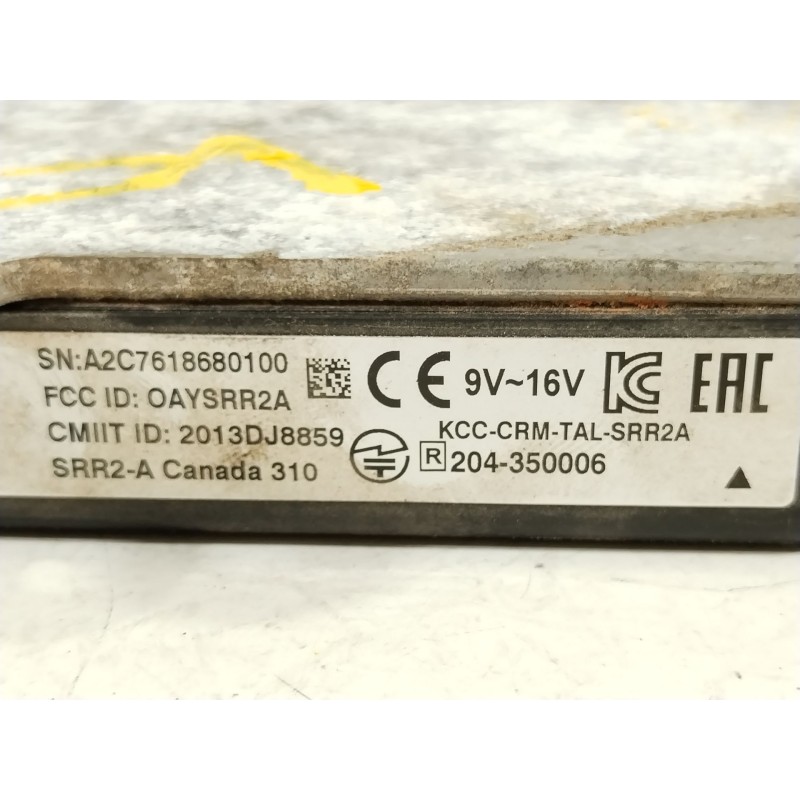 SN:A2C7618680100
FCC ID: OAYSRR2A
CMIIT ID: 2013DJ8859
SRR2-A Canada 310
CE 9V~16V KC EAC
KCC-CRM-TAL-SRR2A
R 204-350006